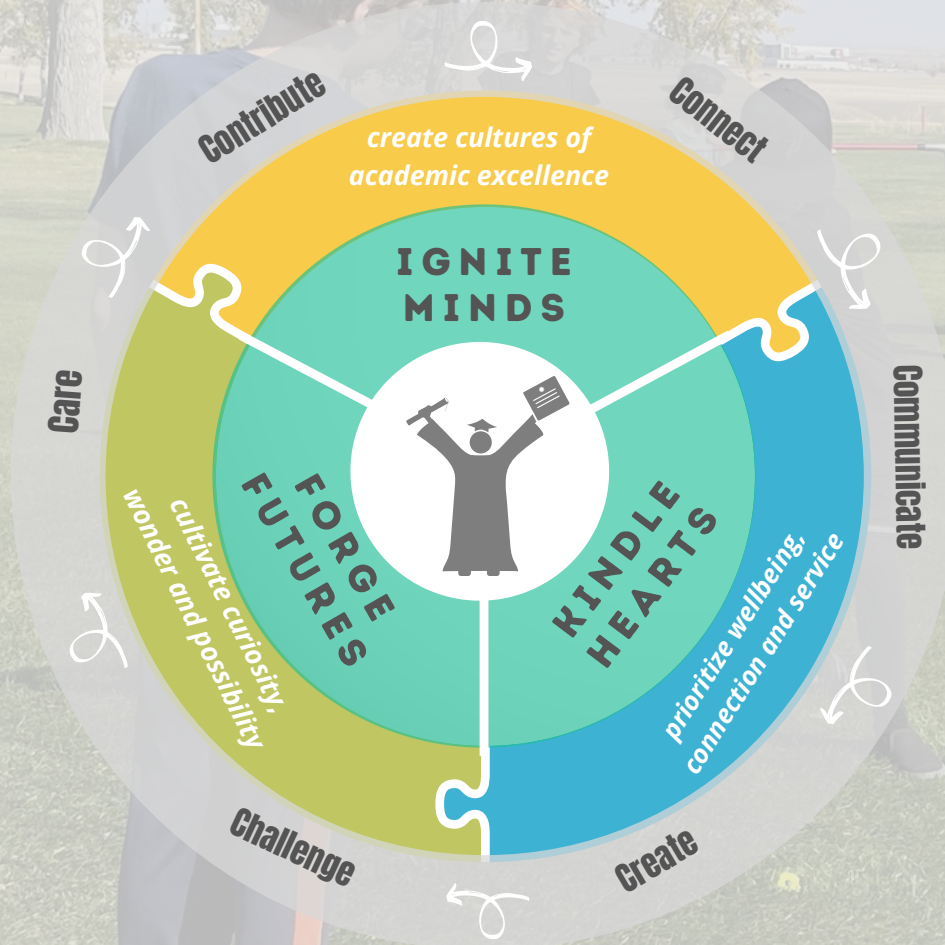 Contribute
Connect
Communicate
Create
Challenge
Care
create cultures of
academic excellence
IGNITE
MINDS
KINDLE
HEARTS
prioritize wellbeing,
connection and service
FORGE
FUTURES
cultivate curiosity,
wonder and possibility